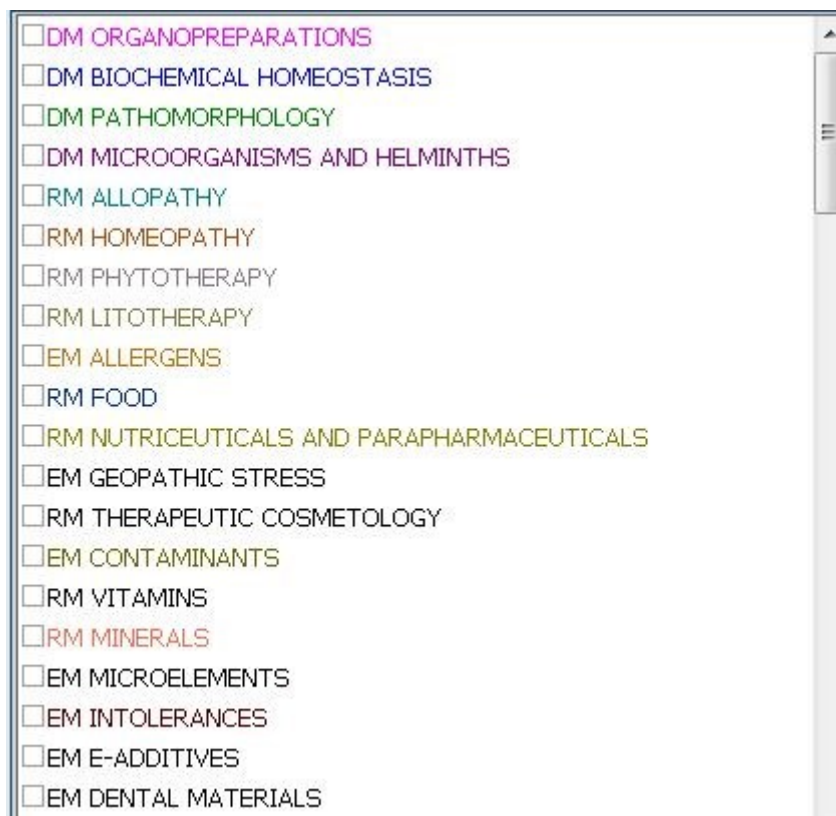 DM ORGANOPREPARATIONS
DM BIOCHEMICAL HOMEOSTASIS
DM PATHOMORPHOLOGY
DM MICROORGANISMS AND HELMINTHS
RM ALLOPATHY
RM HOMEOPATHY
RM PHYTOTHERAPY
RM LITOTHERAPY
EM ALLERGENS
RM FOOD
RM NUTRICEUTICALS AND PARAPHARMACEUTICALS
EM GEOPATHIC STRESS
RM THERAPEUTIC COSMETOLOGY
EM CONTAMINANTS
RM VITAMINS
RM MINERALS
EM MICROELEMENTS
EM INTOLERANCES
EM E-ADDITIVES
EM DENTAL MATERIALS